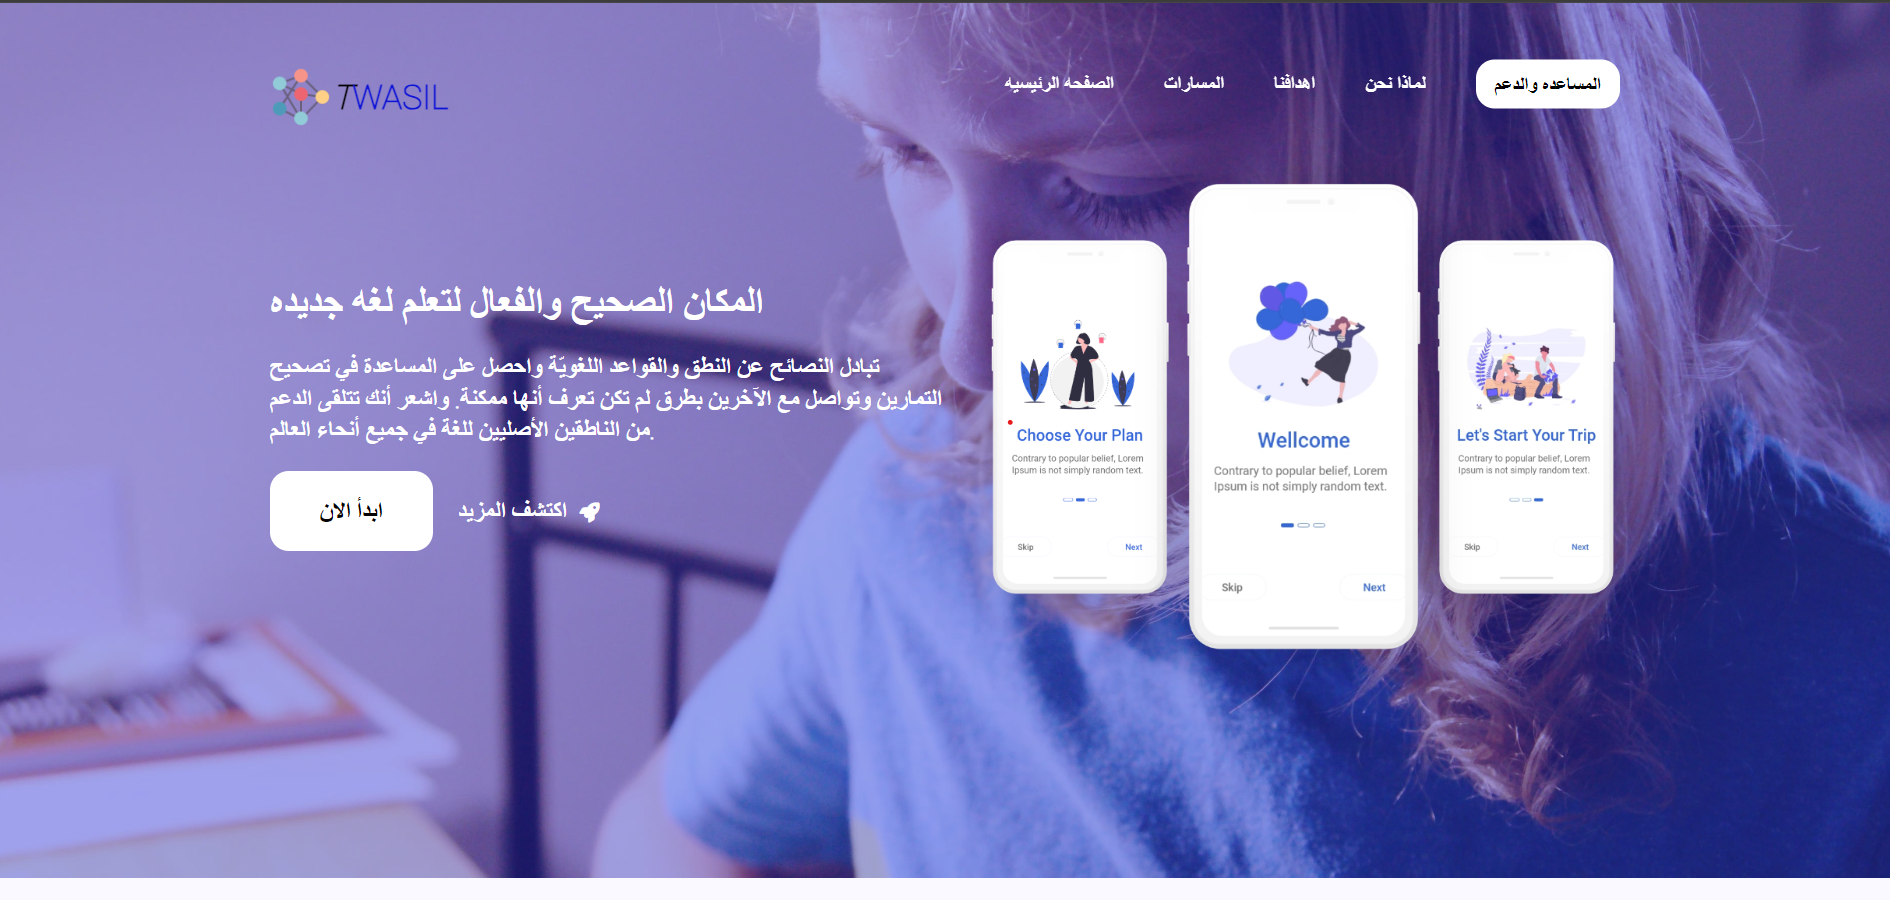 TWASIL
الصفحه الرئيسيه
المسارات
اهدافنا
لماذا نحن
المساعده والدعم
المكان الصحيح والفعال لتعلم لغه جديده
تبادل النصائح عن النطق والقواعد اللغويّة واحصل على المساعدة في تصحيح
التمارين وتواصل مع الآخرين بطرق لم تكن تعرف أنها ممكنة. واشعر أنك تتلقى الدعم
.من الناطقين الأصليين للغة في جميع أنحاء العالم
ابدأ الان
اكتشف المزيد
Choose Your Plan
Contrary to popular belief, Lorem
Ipsum is not simply random text.
Skip
Next
Wellcome
Contrary to popular belief, Lorem
Ipsum is not simply random text.
Skip
Next
Let's Start Your Trip
Contrary to popular belief, Lorem
Ipsum is not simply random text.
Skip
Next